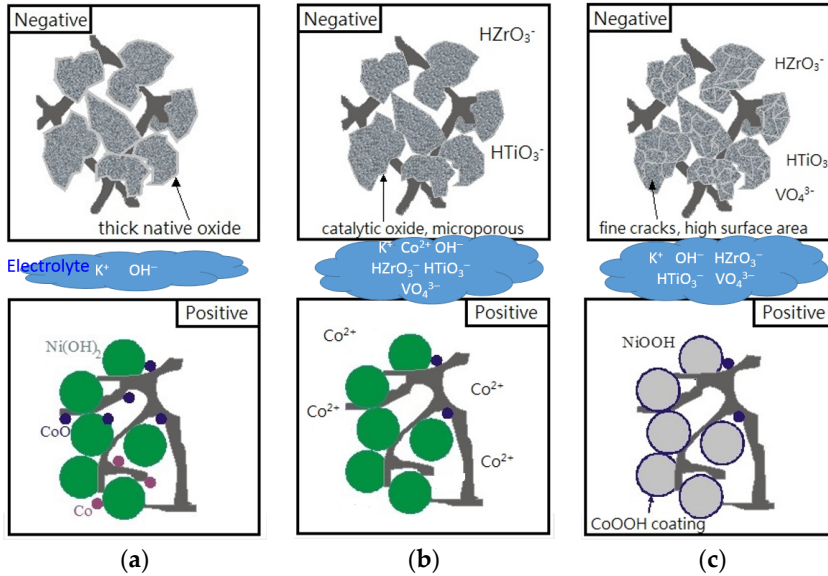 Negative
thick native oxide
Electrolyte
K⁺ OH⁻
Positive
Ni(OH)₂
CoO
Co
(a)
Negative
HZrO₃⁻
HTiO₃⁻
catalytic oxide, microporous
K⁺ Co²⁺ OH⁻
HZrO₃⁻ HTiO₃⁻
VO₄³⁻
Positive
Co²⁺
Co²⁺
Co²⁺
Co²⁺
(b)
Negative
HZrO₃⁻
HTiO₃
VO₄³⁻
fine cracks, high surface area
K⁺ OH⁻ HZrO₃⁻
HTiO₃⁻ VO₄³⁻
Positive
NiOOH
CoOOH coating
(c)